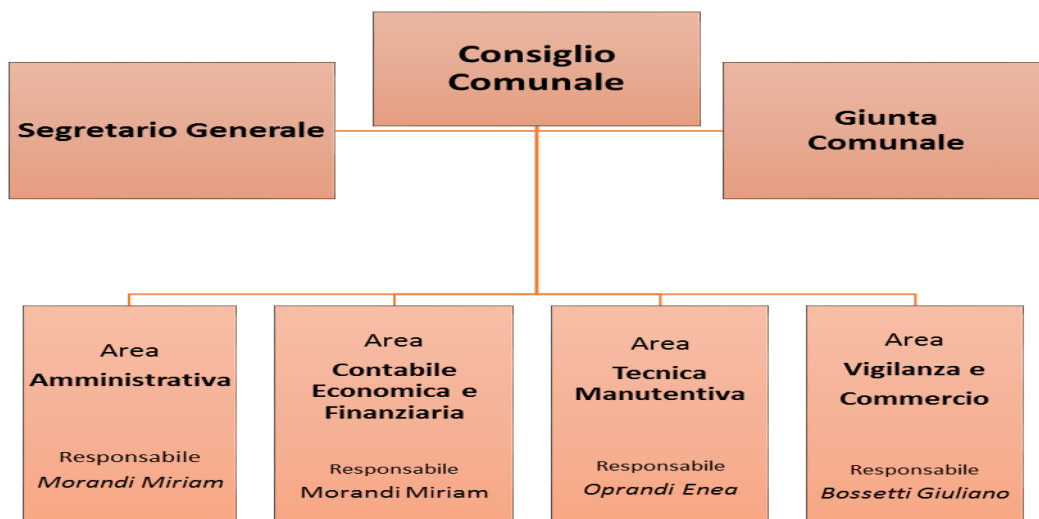 Consiglio
Comunale
Segretario Generale
Giunta
Comunale
Area
Amministrativa
Responsabile
Morandi Miriam
Area
Contabile
Economica e
Finanziaria
Responsabile
Morandi Miriam
Area
Tecnica
Manutentiva
Responsabile
Oprandi Enea
Area
Vigilanza e
Commercio
Responsabile
Bossetti Giuliano